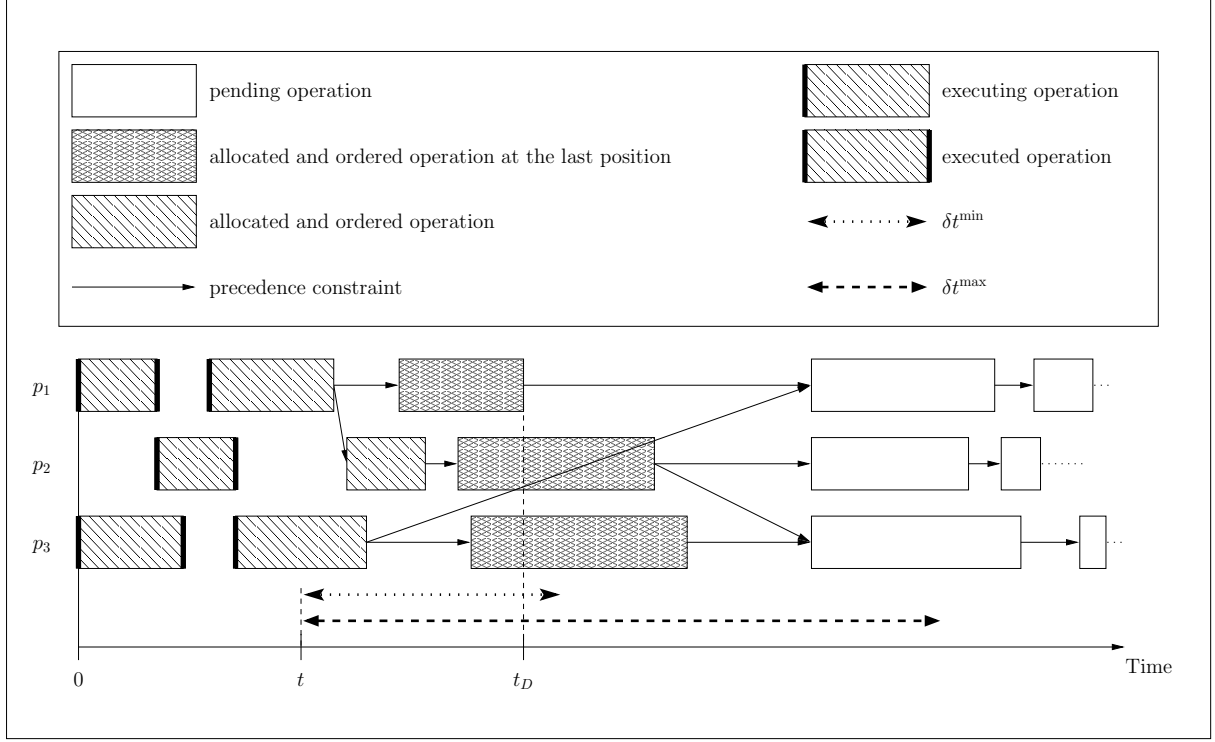 pending operation
executing operation
allocated and ordered operation at the last position
executed operation
allocated and ordered operation
δt^min
precedence constraint
δt^max
p₁
p₂
p₃
0
t
t_D
Time